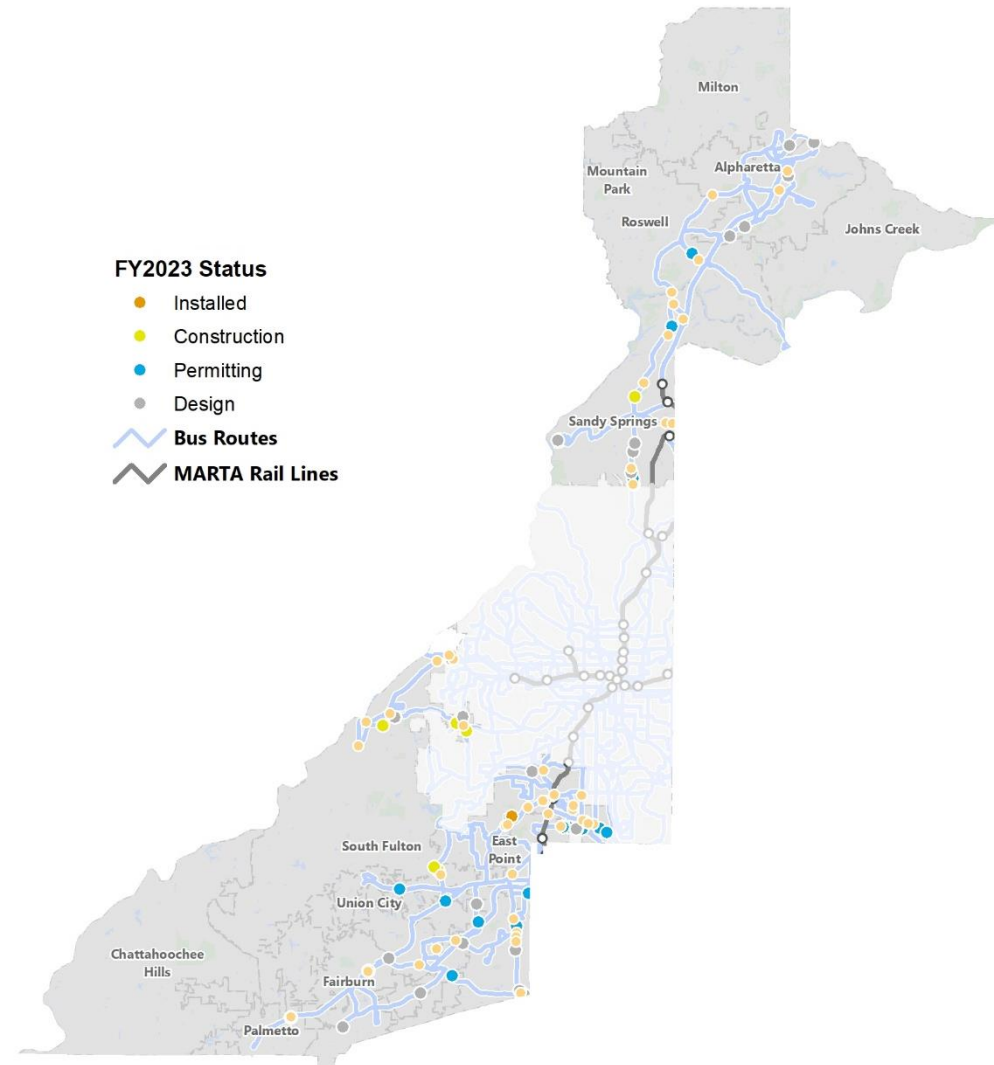 Milton
Alpharetta
Mountain
Park
Roswell
Johns Creek
FY2023 Status
Installed
Construction
Permitting
Design
Bus Routes
MARTA Rail Lines
Sandy Springs
South Fulton
East
Point
Union City
Chattahoochee
Hills
Fairburn
Palmetto